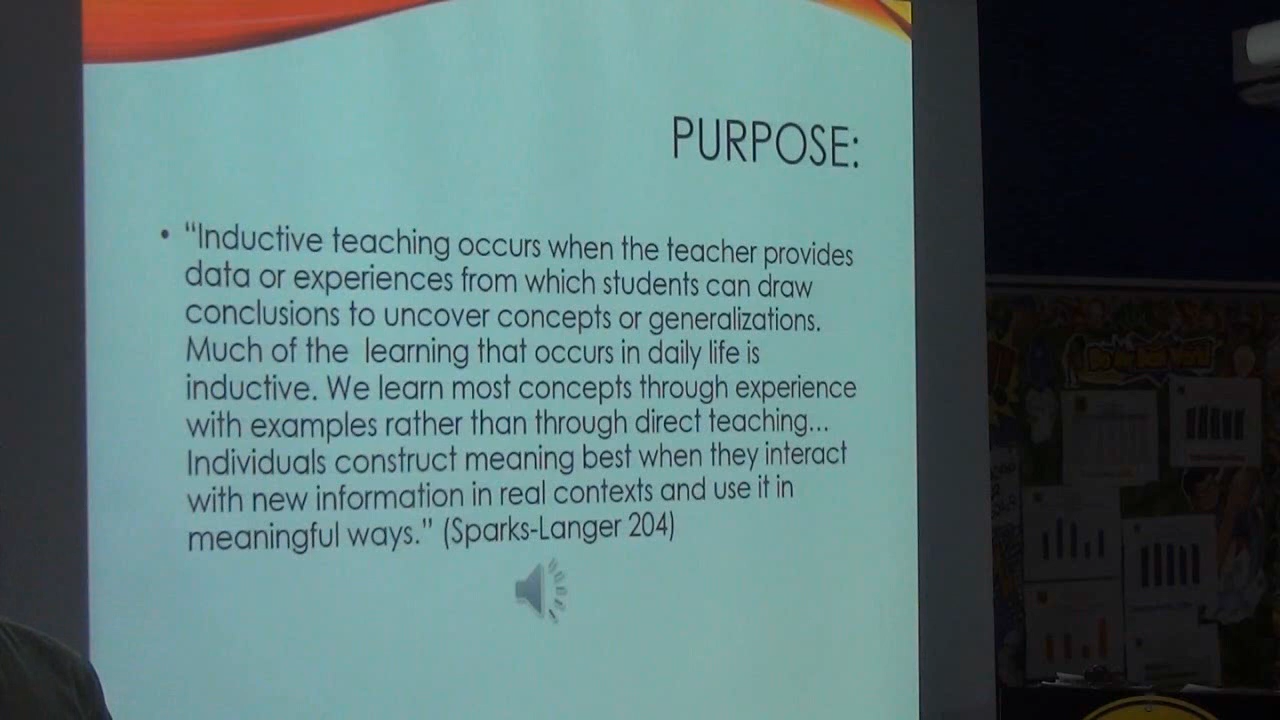 PURPOSE:
• “Inductive teaching occurs when the teacher provides
data or experiences from which students can draw
conclusions to uncover concepts or generalizations.
Much of the learning that occurs in daily life is
inductive. We learn most concepts through experience
with examples rather than through direct teaching...
Individuals construct meaning best when they interact
with new information in real contexts and use it in
meaningful ways.” (Sparks-Langer 204)